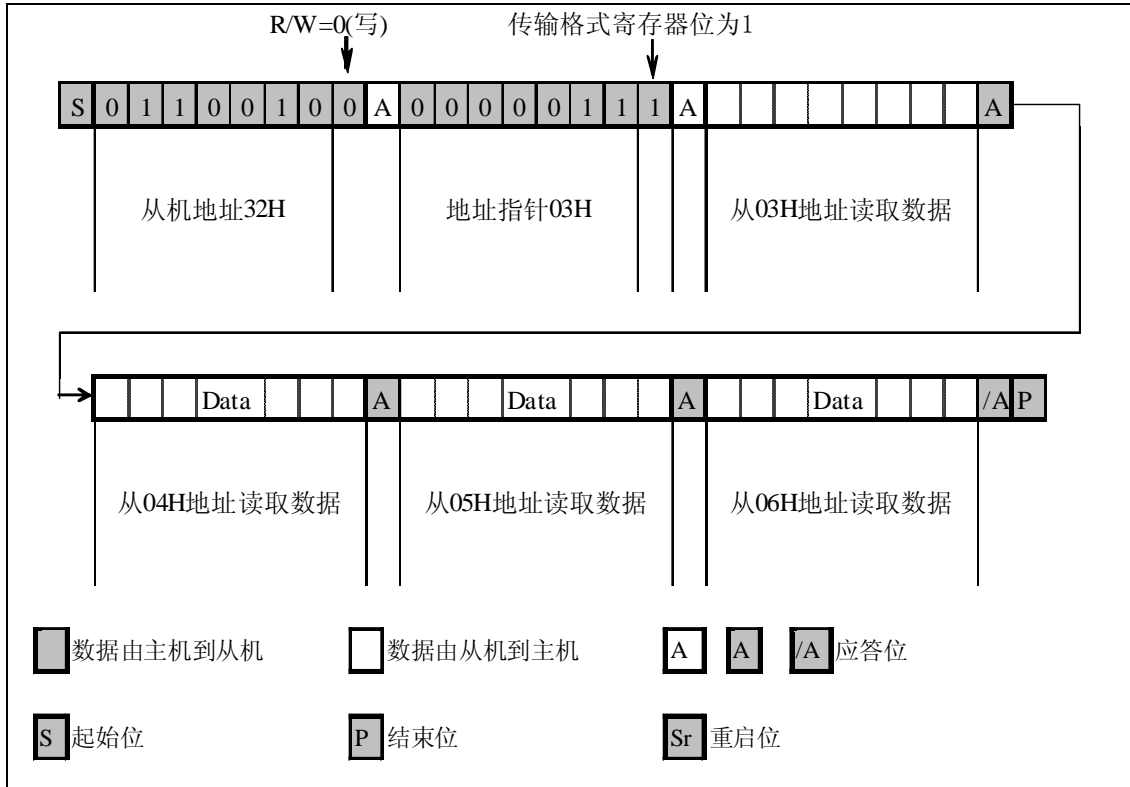 R/W=0(写) 传输格式寄存器位为1
S 0 1 1 0 0 1 0 0 A 0 0 0 0 0 1 1 1 A A
从机地址32H 地址指针03H 从03H地址读取数据
Data A Data A Data /A P
从04H地址读取数据 从05H地址读取数据 从06H地址读取数据
数据由主机到从机 数据由从机到主机 A A /A 应答位
S 起始位 P 结束位 Sr 重启位